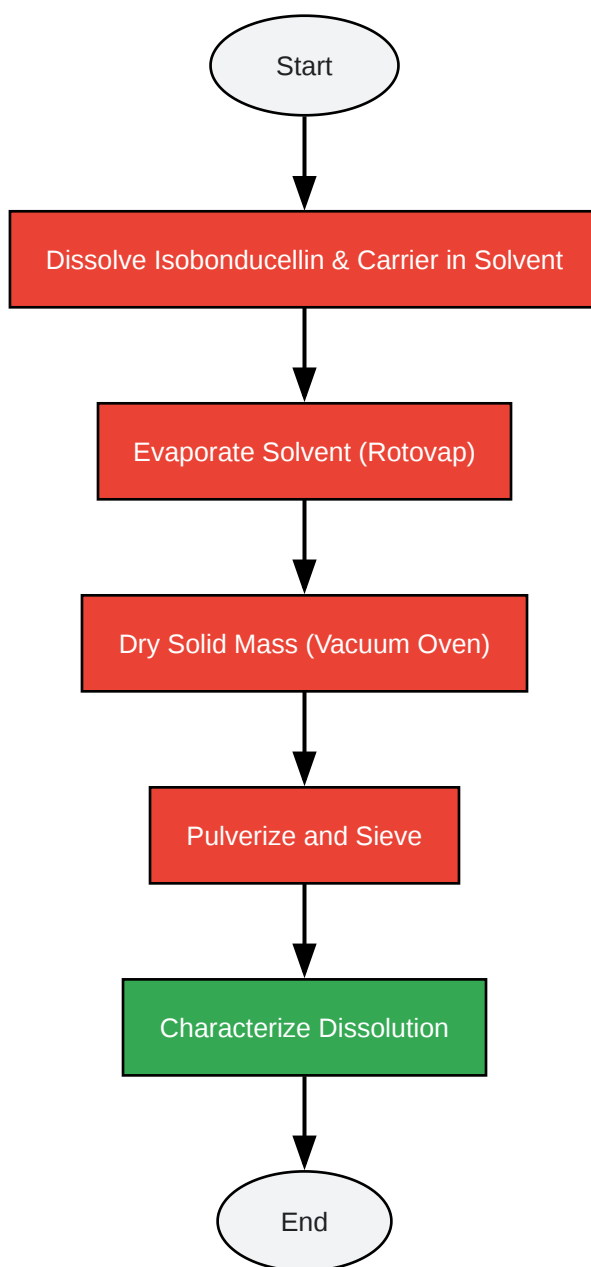 Start
Dissolve Isobonducellin & Carrier in Solvent
Evaporate Solvent (Rotovap)
Dry Solid Mass (Vacuum Oven)
Pulverize and Sieve
Characterize Dissolution
End